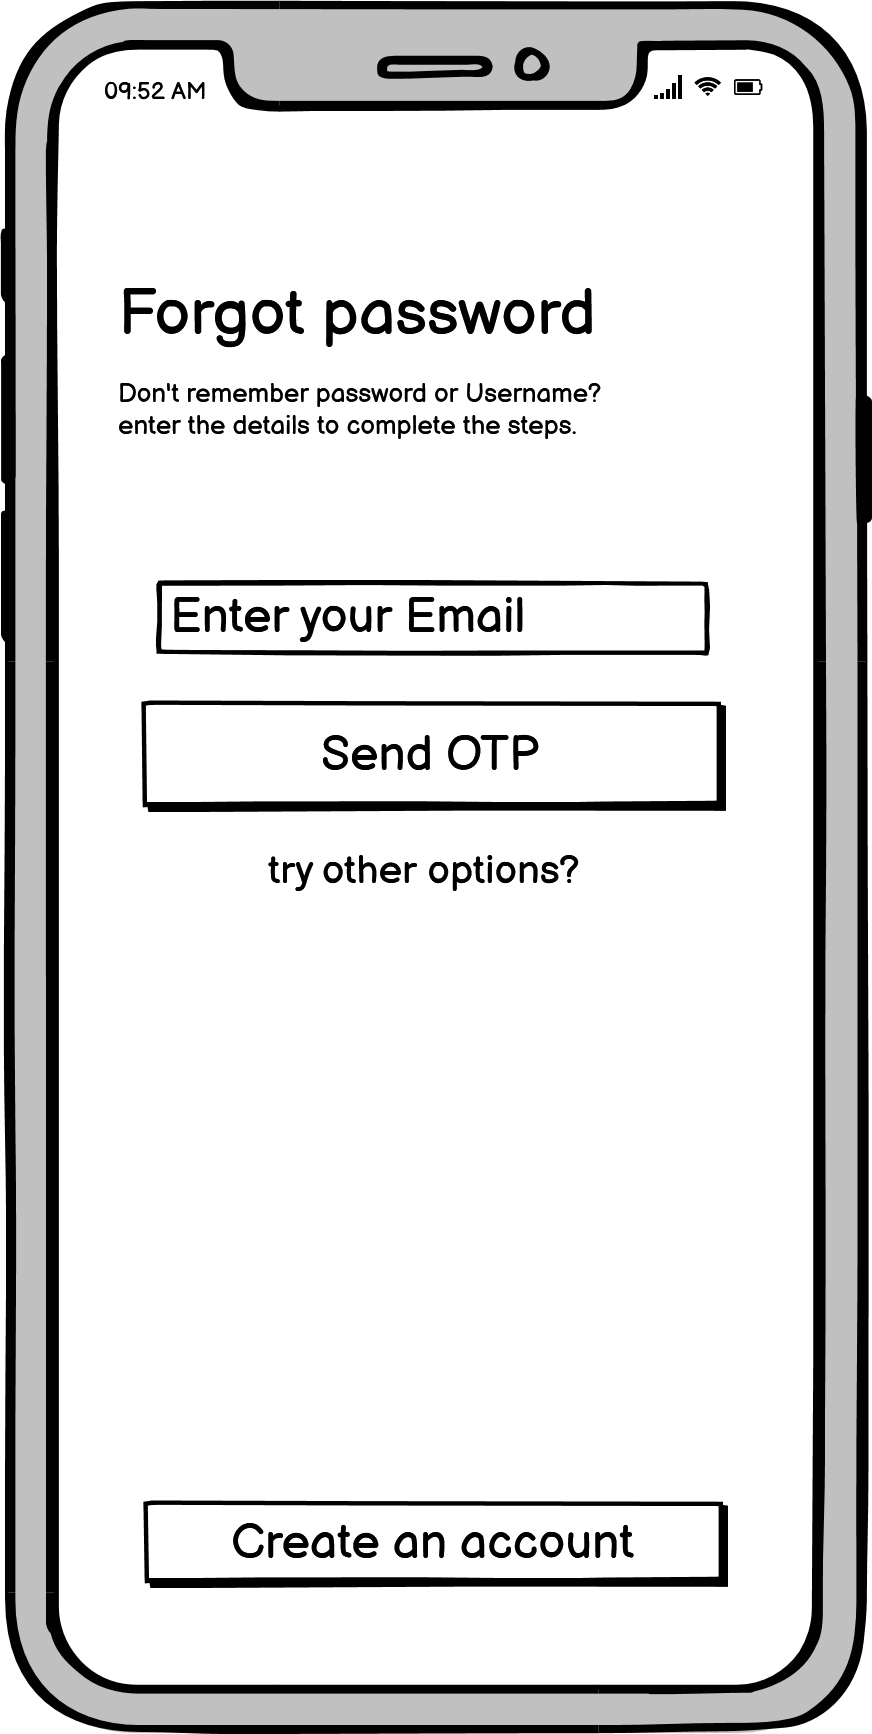 09:52 AM
Forgot password
Don't remember password or Username?
enter the details to complete the steps.
Enter your Email
Send OTP
try other options?
Create an account